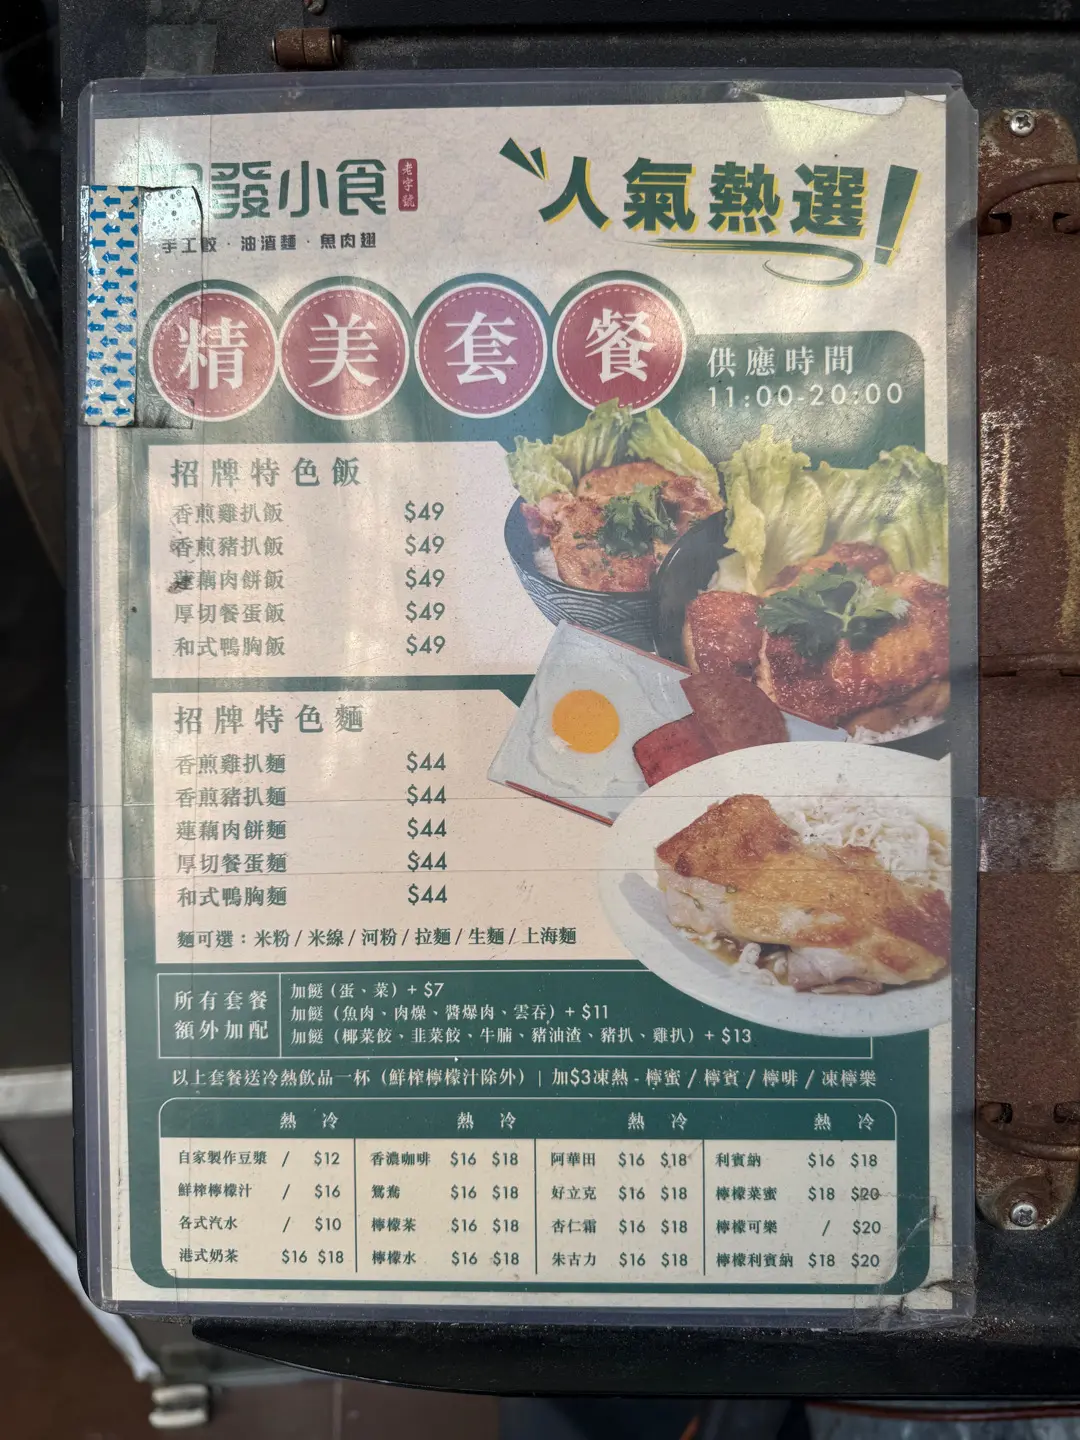 發小食 老字號
手工餃·油渣麵·魚肉翅
人氣熱選!
精美套餐
供應時間
11:00-20:00
招牌特色飯
香煎雞扒飯 $49
香煎豬扒飯 $49
蓮藕肉餅飯 $49
厚切餐蛋飯 $49
和式鴨胸飯 $49
招牌特色麵
香煎雞扒麵 $44
香煎豬扒麵 $44
蓮藕肉餅麵 $44
厚切餐蛋麵 $44
和式鴨胸麵 $44
麵可選：米粉/米線/河粉/拉麵/生麵/上海麵
所有套餐
額外加配
加餸（蛋、菜）+ $7
加餸（魚肉、肉燥、醬爆肉、雲吞）+ $11
加餸（椰菜餃、韭菜餃、牛腩、豬油渣、豬扒、雞扒）+ $13
以上套餐送冷熱飲品一杯（鮮榨檸檬汁除外）| 加$3凍熱 - 檸蜜 / 檸賓 / 檸啡 / 凍檸樂
熱 冷 熱 冷 熱 冷 熱 冷
自家製作豆漿 / $12 香濃咖啡 $16 $18 阿華田 $16 $18 利賓納 $16 $18
鮮榨檸檬汁 / $16 鴛鴦 $16 $18 好立克 $16 $18 檸檬菜蜜 $18 $20
各式汽水 / $10 檸檬茶 $16 $18 杏仁霜 $16 $18 檸檬可樂 / $20
港式奶茶 $16 $18 檸檬水 $16 $18 朱古力 $16 $18 檸檬利賓納 $18 $20